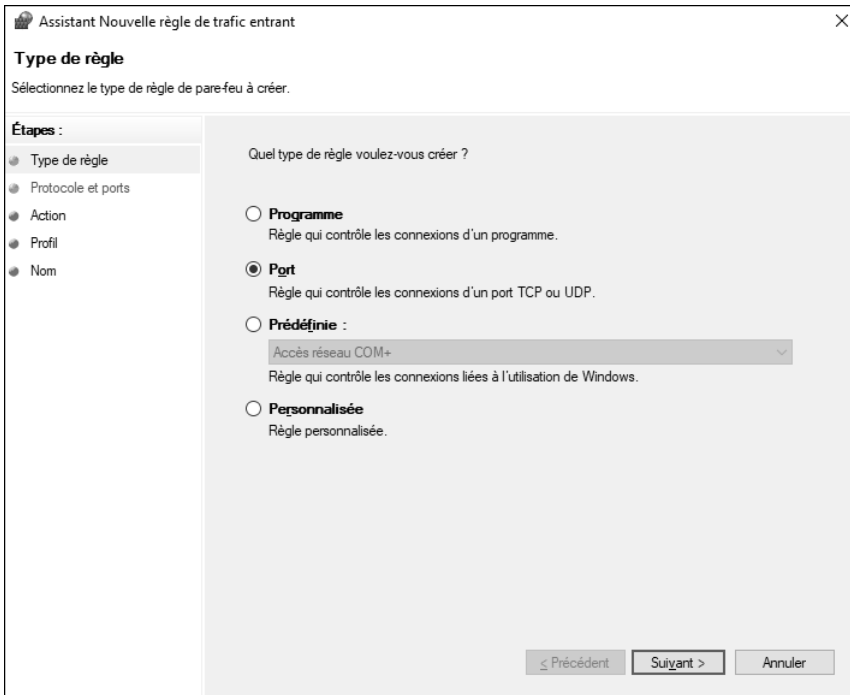 Assistant Nouvelle règle de trafic entrant
Type de règle
Sélectionnez le type de règle de pare-feu à créer.
Étapes :
Type de règle
Protocole et ports
Action
Profil
Nom
Quel type de règle voulez-vous créer ?
Programme
Règle qui contrôle les connexions d'un programme.
Port
Règle qui contrôle les connexions d'un port TCP ou UDP.
Prédéfinie :
Accès réseau COM+
Règle qui contrôle les connexions liées à l'utilisation de Windows.
Personnalisée
Règle personnalisée.
< Précédent
Suivant >
Annuler